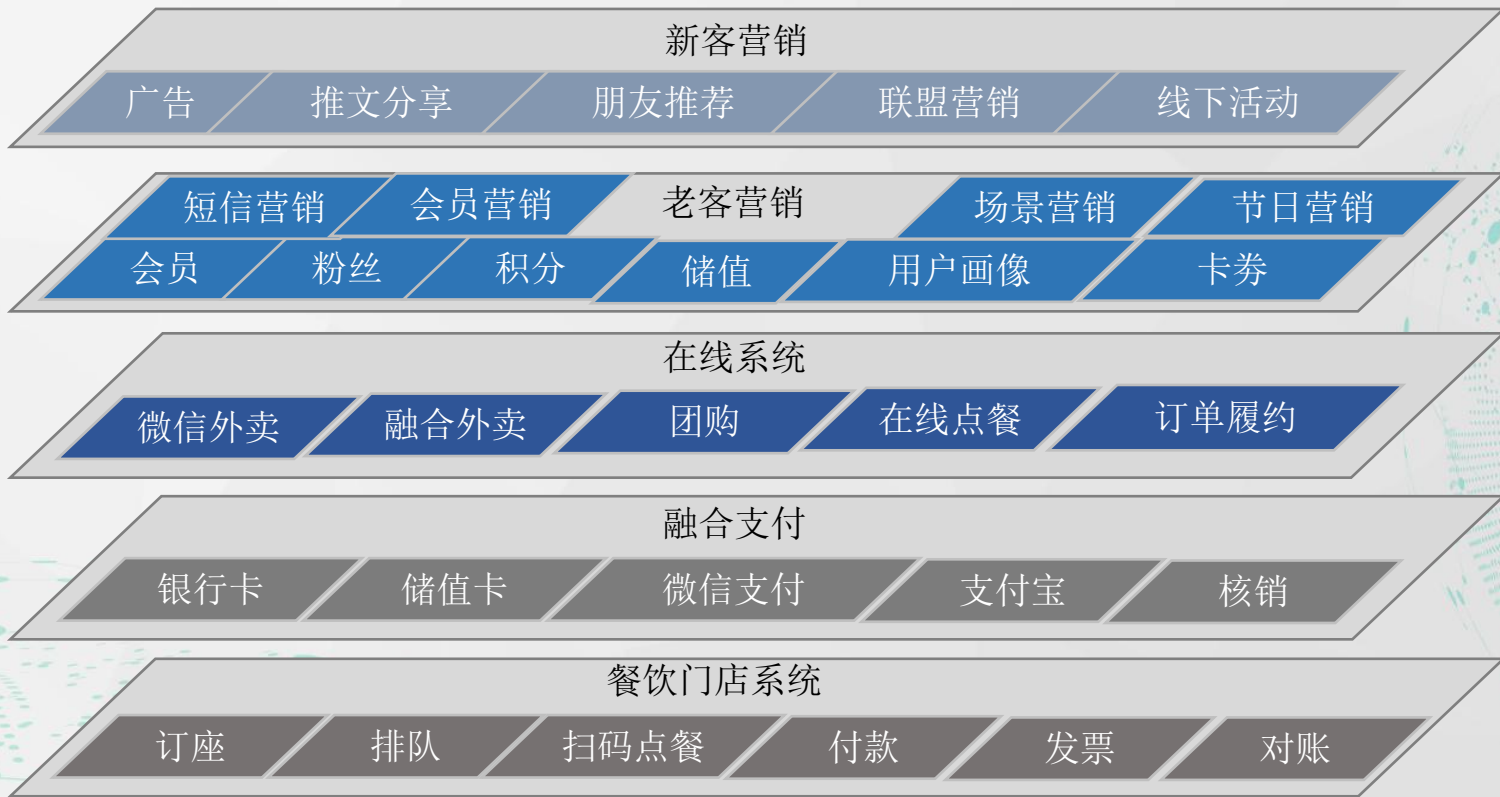 新客营销
广告 推文分享 朋友推荐 联盟营销 线下活动
短信营销 会员营销 老客营销 场景营销 节日营销
会员 粉丝 积分 储值 用户画像 卡券
在线系统
微信外卖 融合外卖 团购 在线点餐 订单履约
融合支付
银行卡 储值卡 微信支付 支付宝 核销
餐饮门店系统
订座 排队 扫码点餐 付款 发票 对账